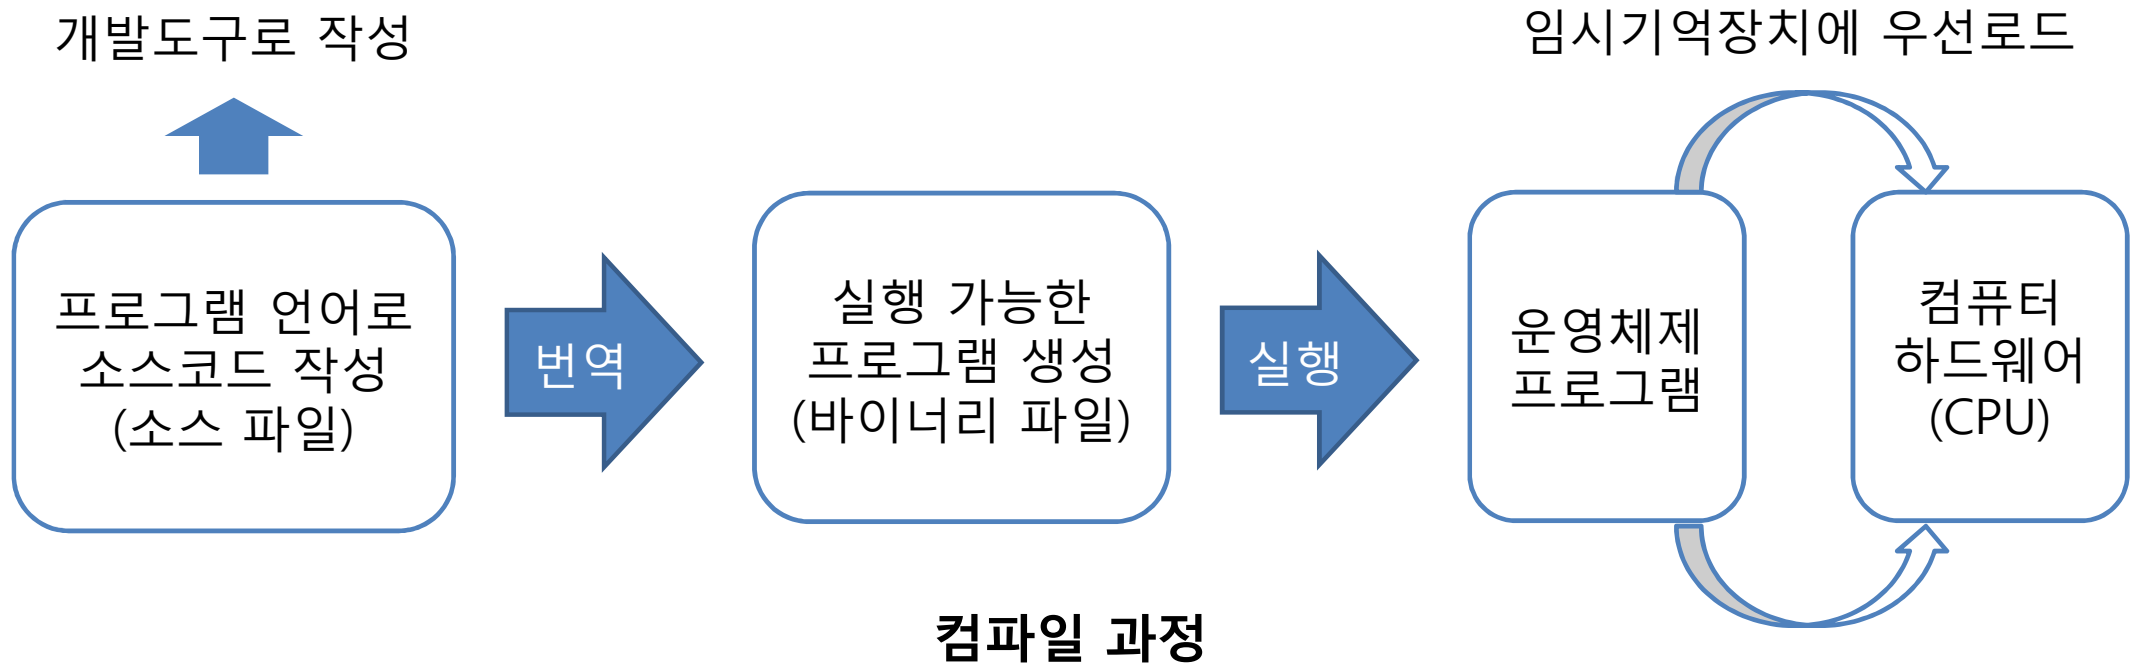 개발도구로 작성
임시기억장치에 우선로드
프로그램 언어로
소스코드 작성
(소스 파일)
번역
실행 가능한
프로그램 생성
(바이너리 파일)
실행
운영체제
프로그램
컴퓨터
하드웨어
(CPU)
컴파일 과정